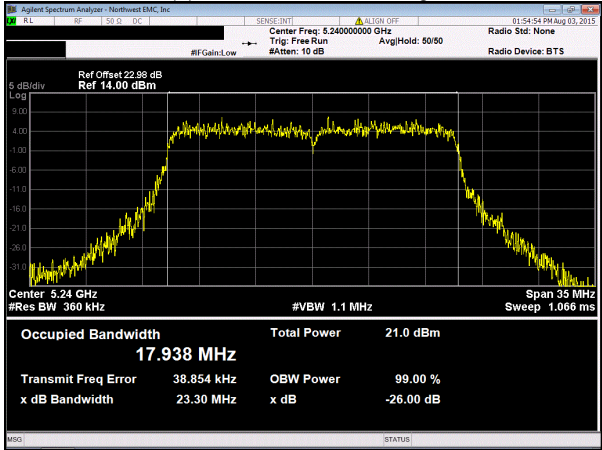 Agilent Spectrum Analyzer - Northwest EMC, Inc
RL RF 50 Ω DC SENSE:INT ALIGN OFF 01:54:54 PM Aug 03, 2015
Center Freq: 5.240000000 GHz Radio Std: None
Trig: Free Run Avg|Hold: 50/50
#IFGain:Low #Atten: 10 dB Radio Device: BTS
Ref Offset 22.98 dB
5 dB/div Ref 14.00 dBm
Log
9.00
4.00
-1.00
-6.00
-11.0
-16.0
-21.0
-26.0
-31.0
Center 5.24 GHz Span 35 MHz
#Res BW 360 kHz #VBW 1.1 MHz Sweep 1.066 ms
Occupied Bandwidth Total Power 21.0 dBm
17.938 MHz
Transmit Freq Error 38.854 kHz OBW Power 99.00 %
x dB Bandwidth 23.30 MHz x dB -26.00 dB
MSG STATUS